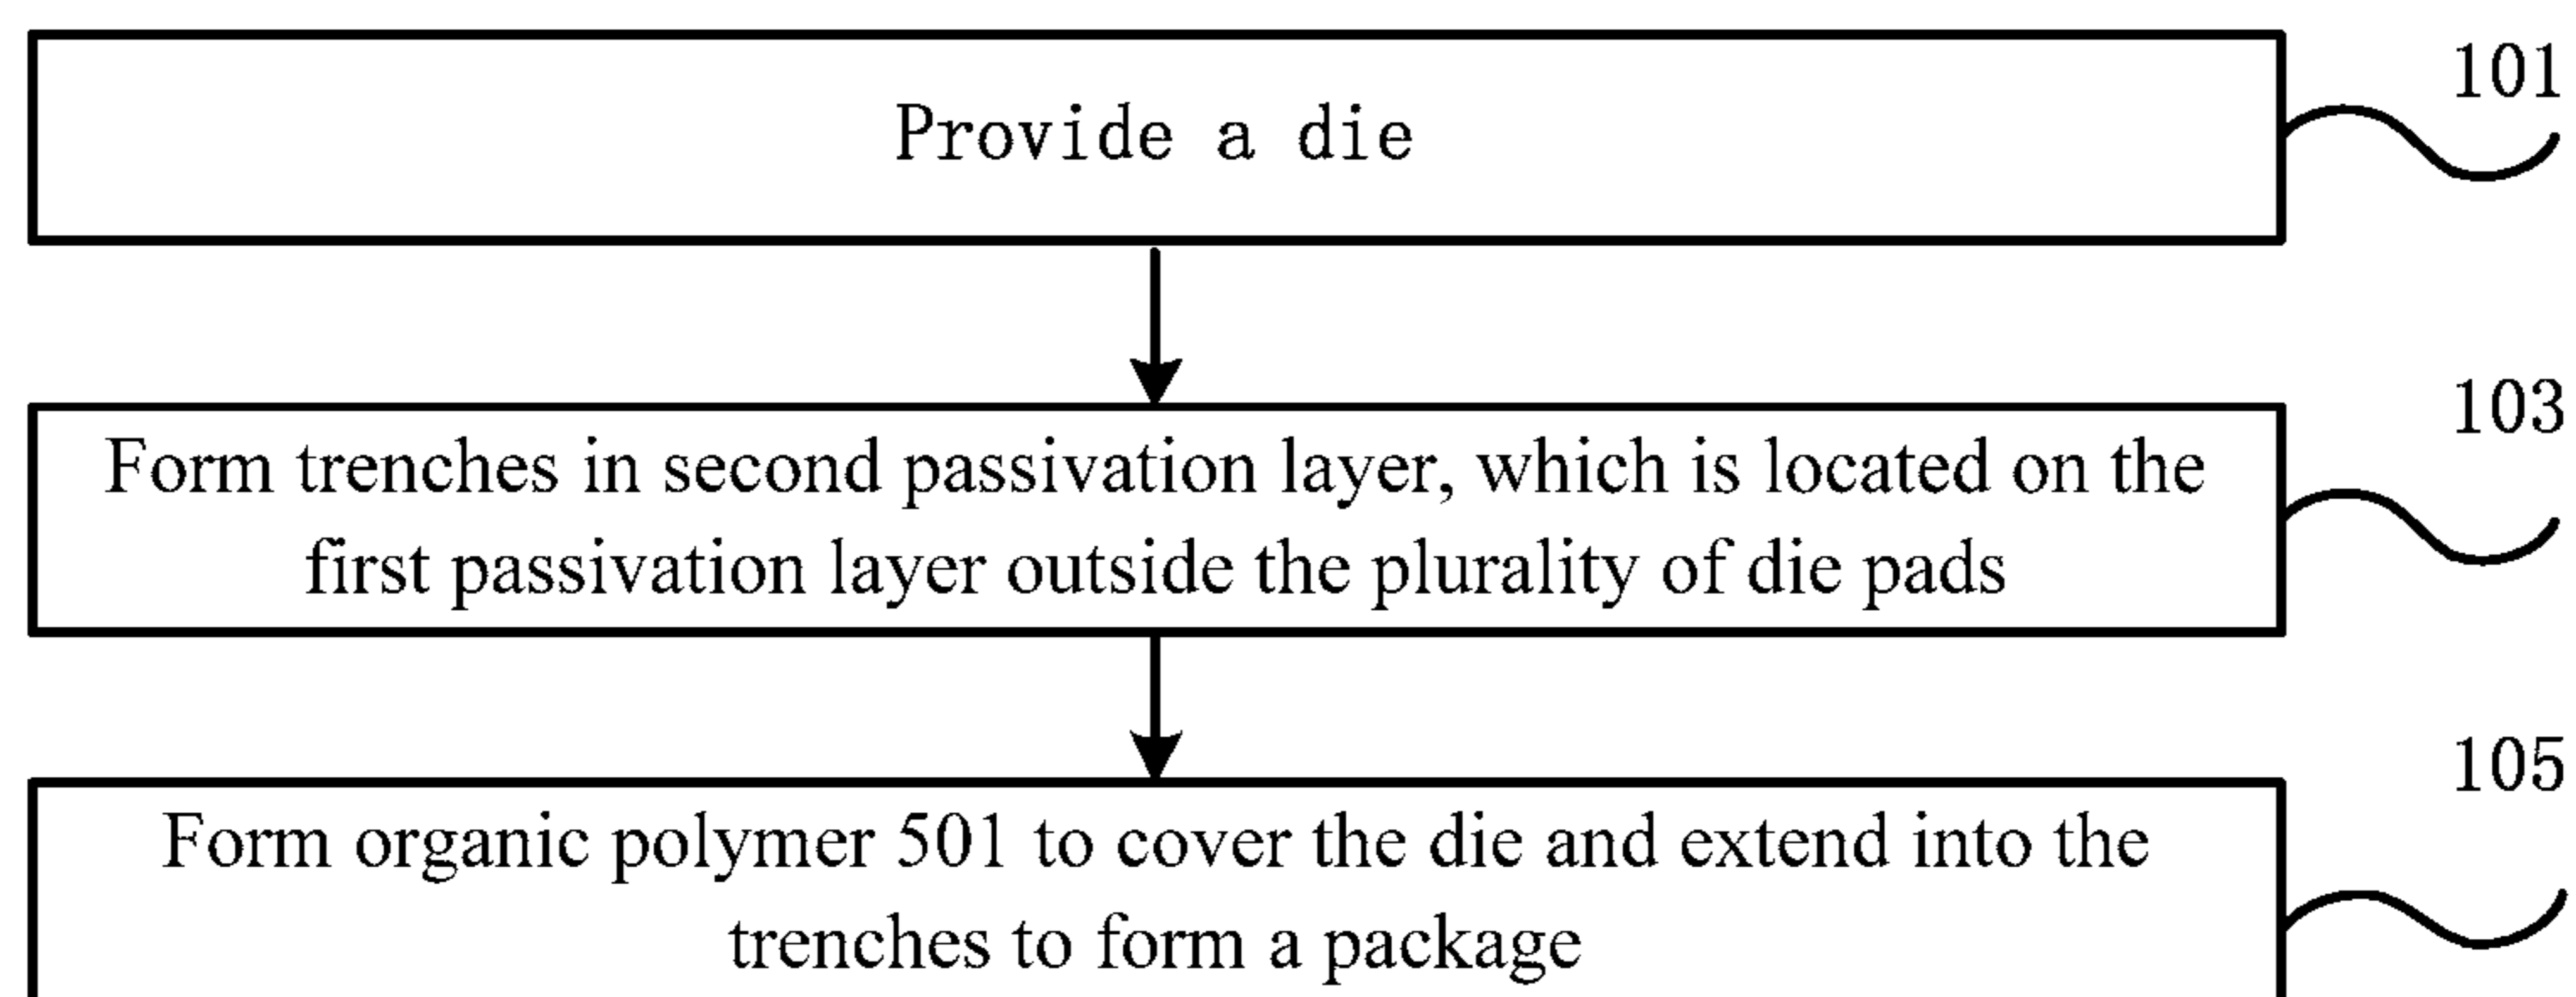 101
Provide a die
103
Form trenches in second passivation layer, which is located on the
first passivation layer outside the plurality of die pads
105
Form organic polymer 501 to cover the die and extend into the
trenches to form a package